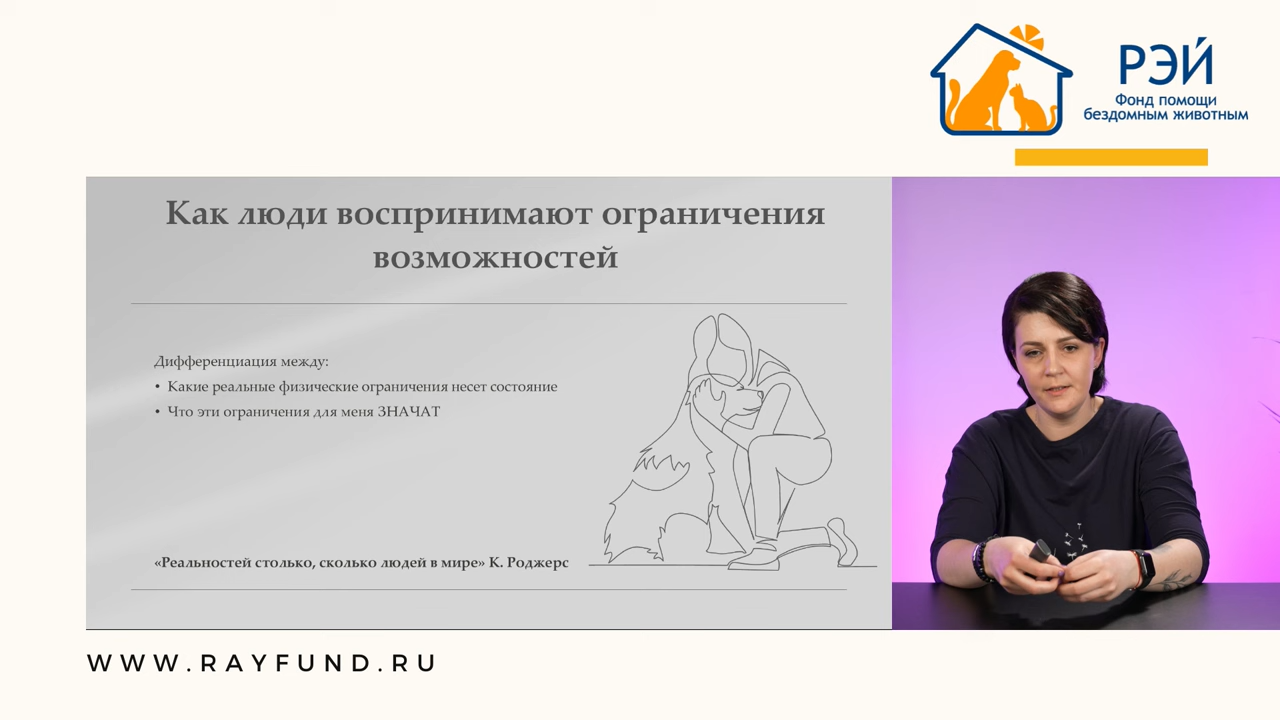 РЭЙ
Фонд помощи
бездомным животным
Как люди воспринимают ограничения
возможностей
Дифференциация между:
• Какие реальные физические ограничения несет состояние
• Что эти ограничения для меня ЗНАЧАТ
«Реальностей столько, сколько людей в мире» К. Роджерс
WWW.RAYFUND.RU